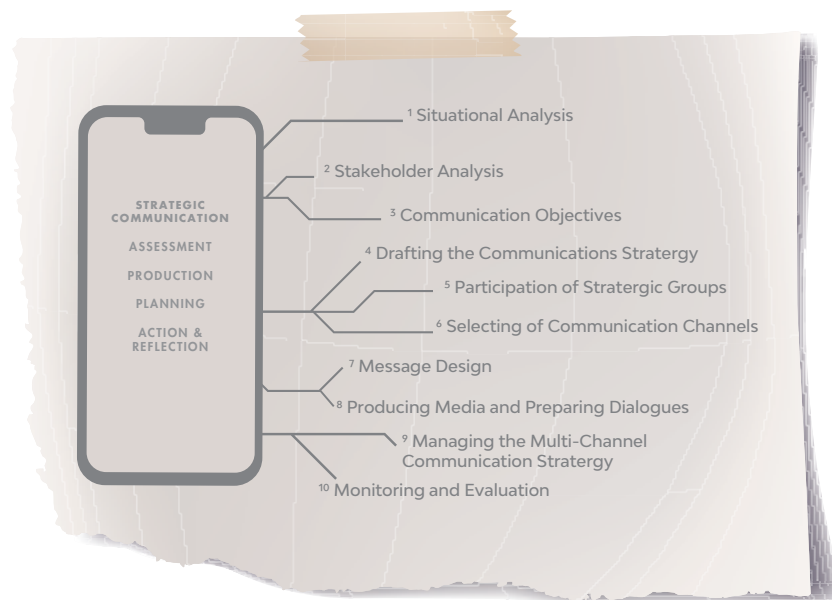 STRATEGIC
COMMUNICATION
ASSESSMENT
PRODUCTION
PLANNING
ACTION &
REFLECTION
1 Situational Analysis
2 Stakeholder Analysis
3 Communication Objectives
4 Drafting the Communications Stratergy
5 Participation of Stratergic Groups
6 Selecting of Communication Channels
7 Message Design
8 Producing Media and Preparing Dialogues
9 Managing the Multi-Channel
Communication Stratergy
10 Monitoring and Evaluation